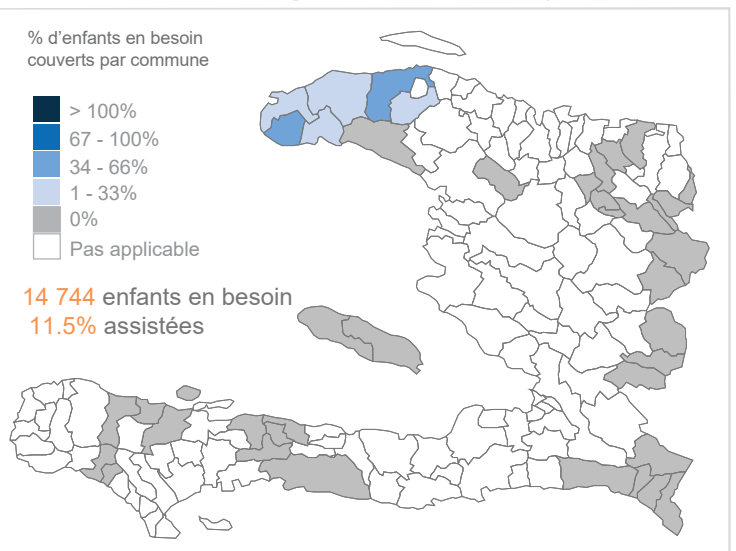 % d'enfants en besoin
couverts par commune
> 100%
67 - 100%
34 - 66%
1 - 33%
0%
Pas applicable
14 744 enfants en besoin
11.5% assistées